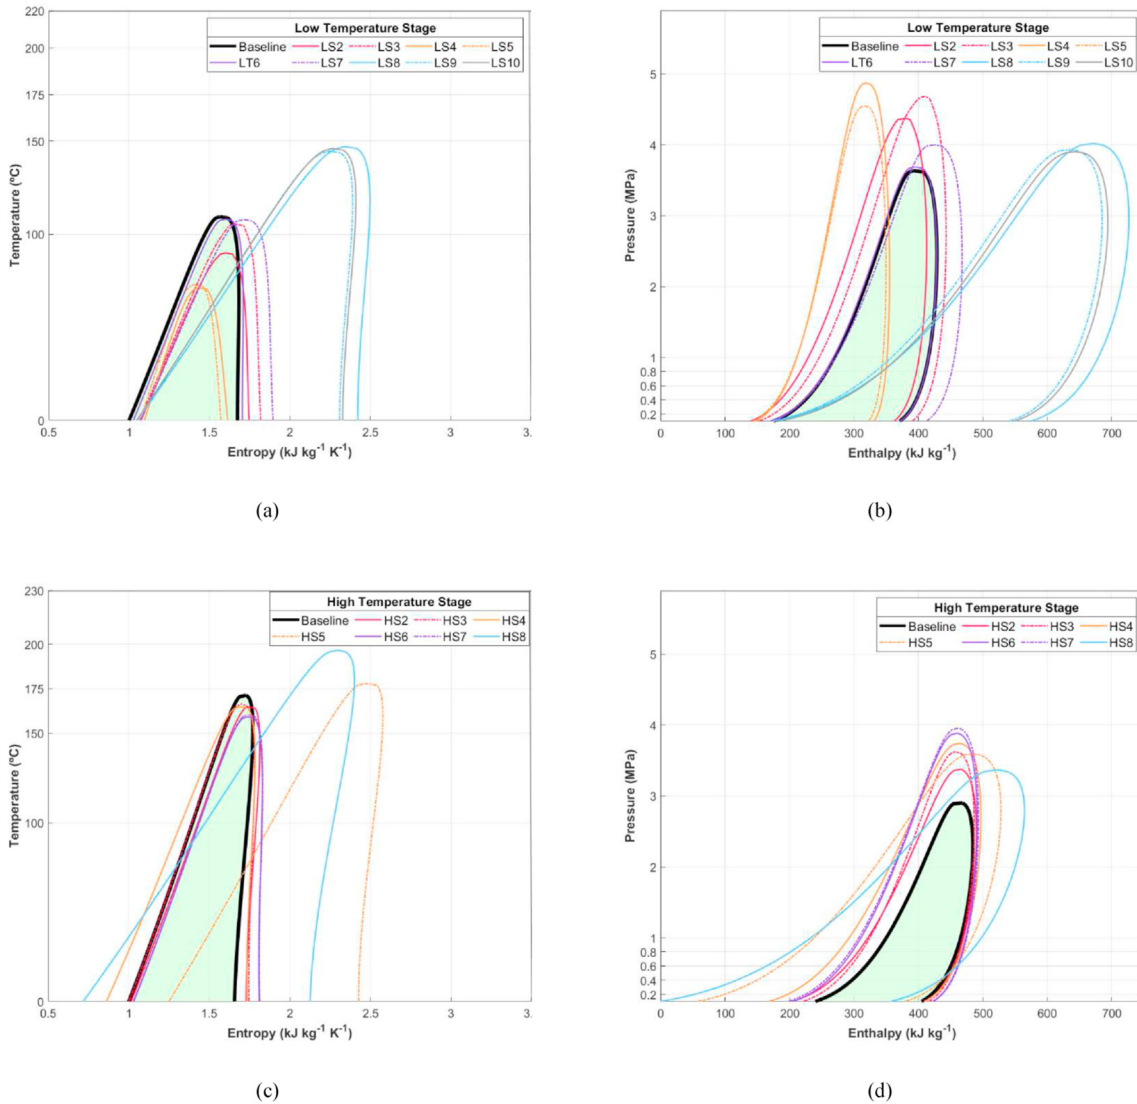 220
200
175
150
100
0
Temperature (ºC)
0.5 1 1.5 2 2.5 3 3.
Entropy (kJ kg-1 K-1)
Low Temperature Stage
Baseline LS2 LS3 LS4 LS5
LT6 LS7 LS8 LS9 LS10
(a)
5
4
3
2
1
0.8
0.6
0.4
0.2
Pressure (MPa)
0 100 200 300 400 500 600 700
Enthalpy (kJ kg-1)
Low Temperature Stage
Baseline LS2 LS3 LS4 LS5
LT6 LS7 LS8 LS9 LS10
(b)
230
200
175
150
100
0
Temperature (ºC)
0.5 1 1.5 2 2.5 3 3.
Entropy (kJ kg-1 K-1)
High Temperature Stage
Baseline HS2 HS3 HS4
HS5 HS6 HS7 HS8
(c)
5
4
3
2
1
0.8
0.6
0.4
0.2
Pressure (MPa)
0 100 200 300 400 500 600 700
Enthalpy (kJ kg-1)
High Temperature Stage
Baseline HS2 HS3 HS4
HS5 HS6 HS7 HS8
(d)